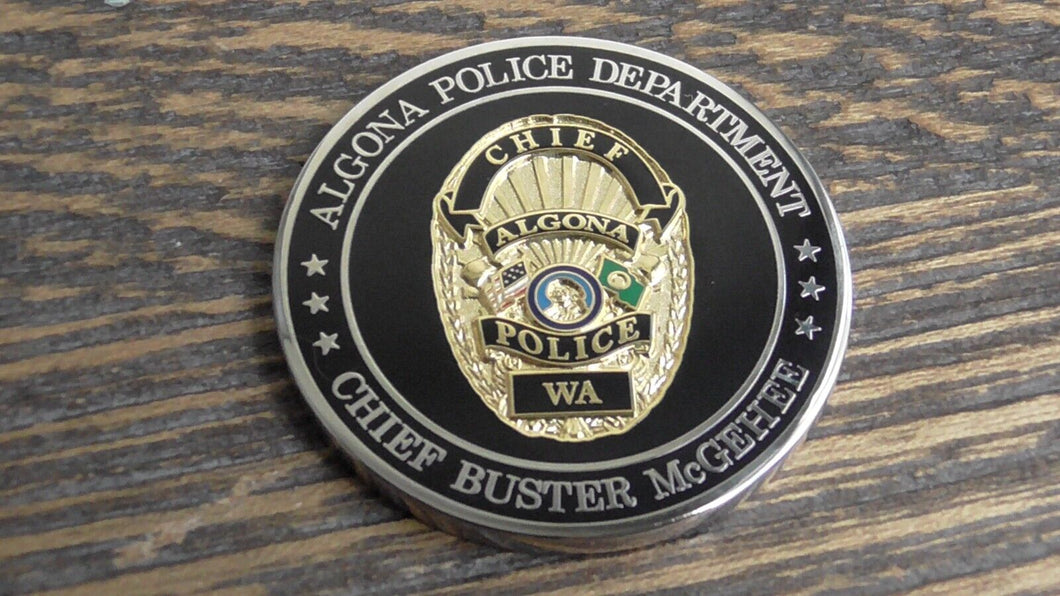 ALGONA POLICE DEPARTMENT
CHIEF
ALGONA
POLICE
WA
CHIEF BUSTER McGEHEE